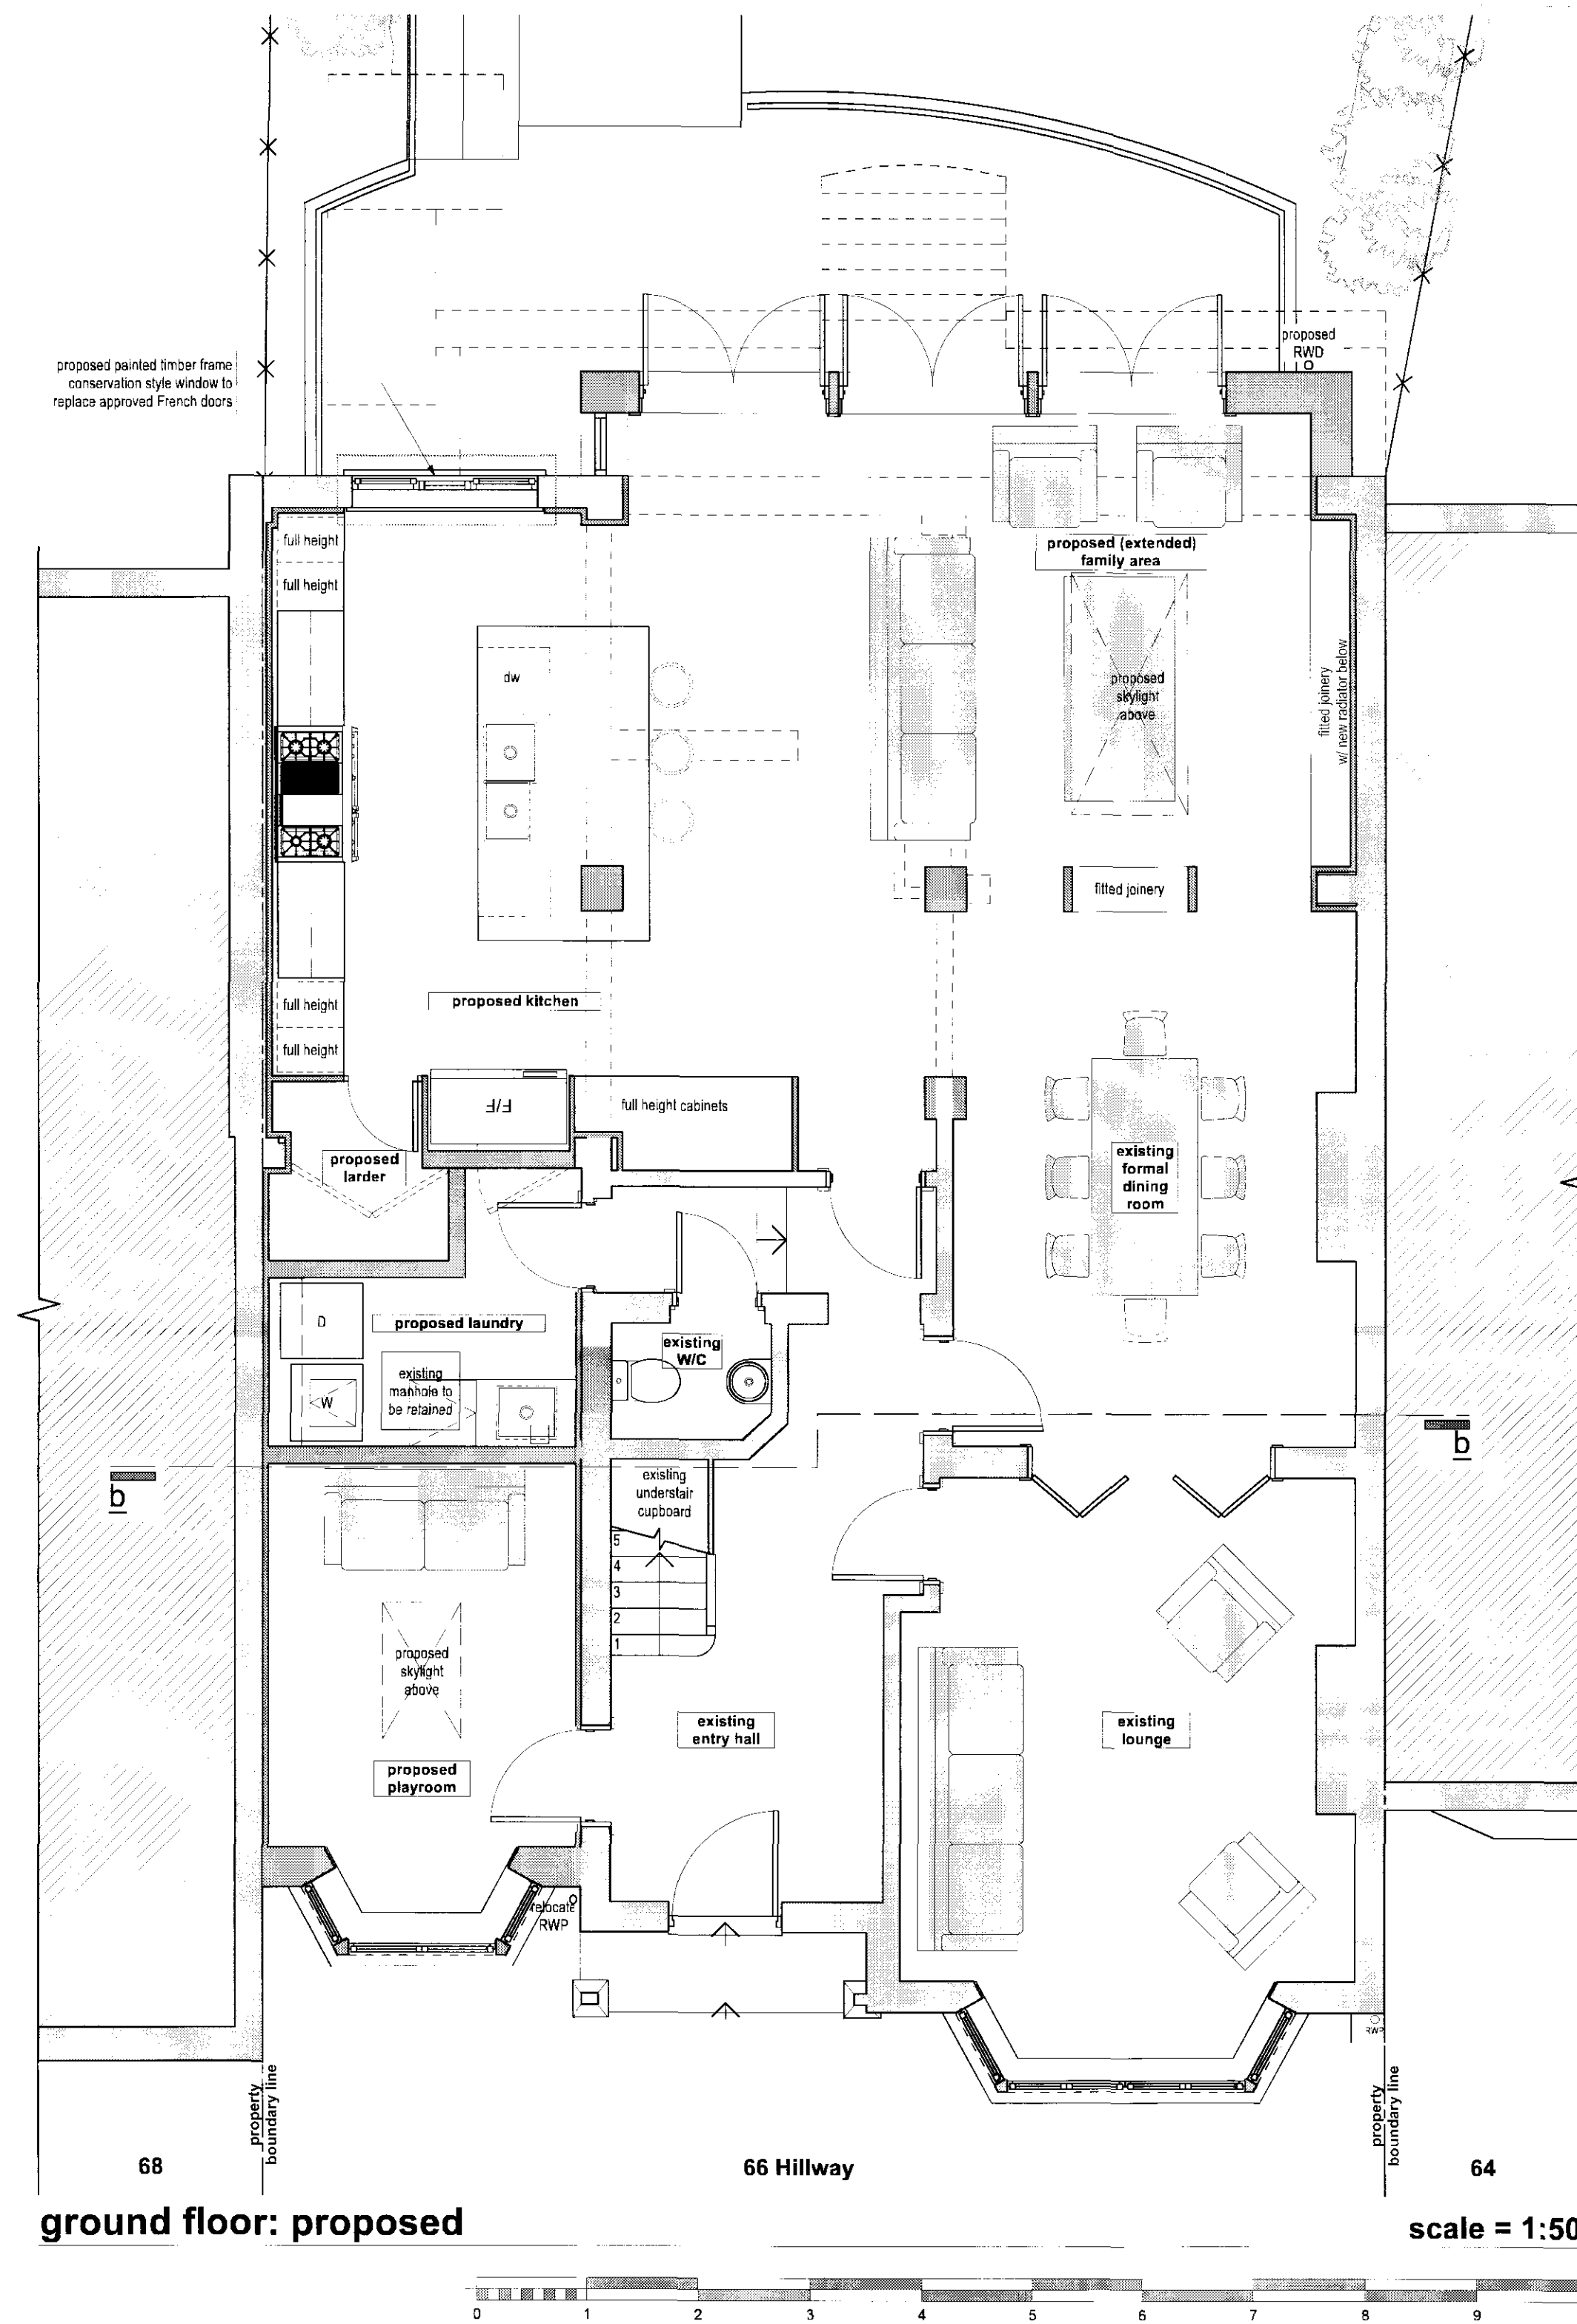 proposed
RWD
proposed painted timber frame
conservation style window to
replace approved French doors
full height
full height
proposed (extended)
family area
dw
proposed
skylight
above
fitted joinery
w/ new radiator below
fitted joinery
full height
full height
proposed kitchen
F/F
full height cabinets
proposed
larder
existing
formal
dining
room
D
proposed laundry
existing
W/C
W
existing
manhole to
be retained
b
b
existing
understair
cupboard
5
4
3
2
1
proposed
skylight
above
existing
entry hall
existing
lounge
proposed
playroom
relocate
RWP
RWP
property
boundary line
property
boundary line
68
66 Hillway
64
ground floor: proposed
scale = 1:50
0 1 2 3 4 5 6 7 8 9